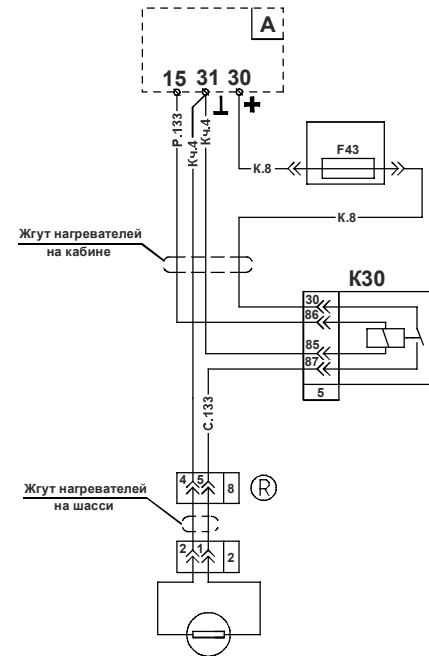 A
15 31 30
Р.133
Кч.4
Кч.4
F43
К.8
К.8
Жгут нагревателей
на кабине
К30
30
86
85
87
5
С.133
4 5 8
R
Жгут нагревателей
на шасси
2 1 2